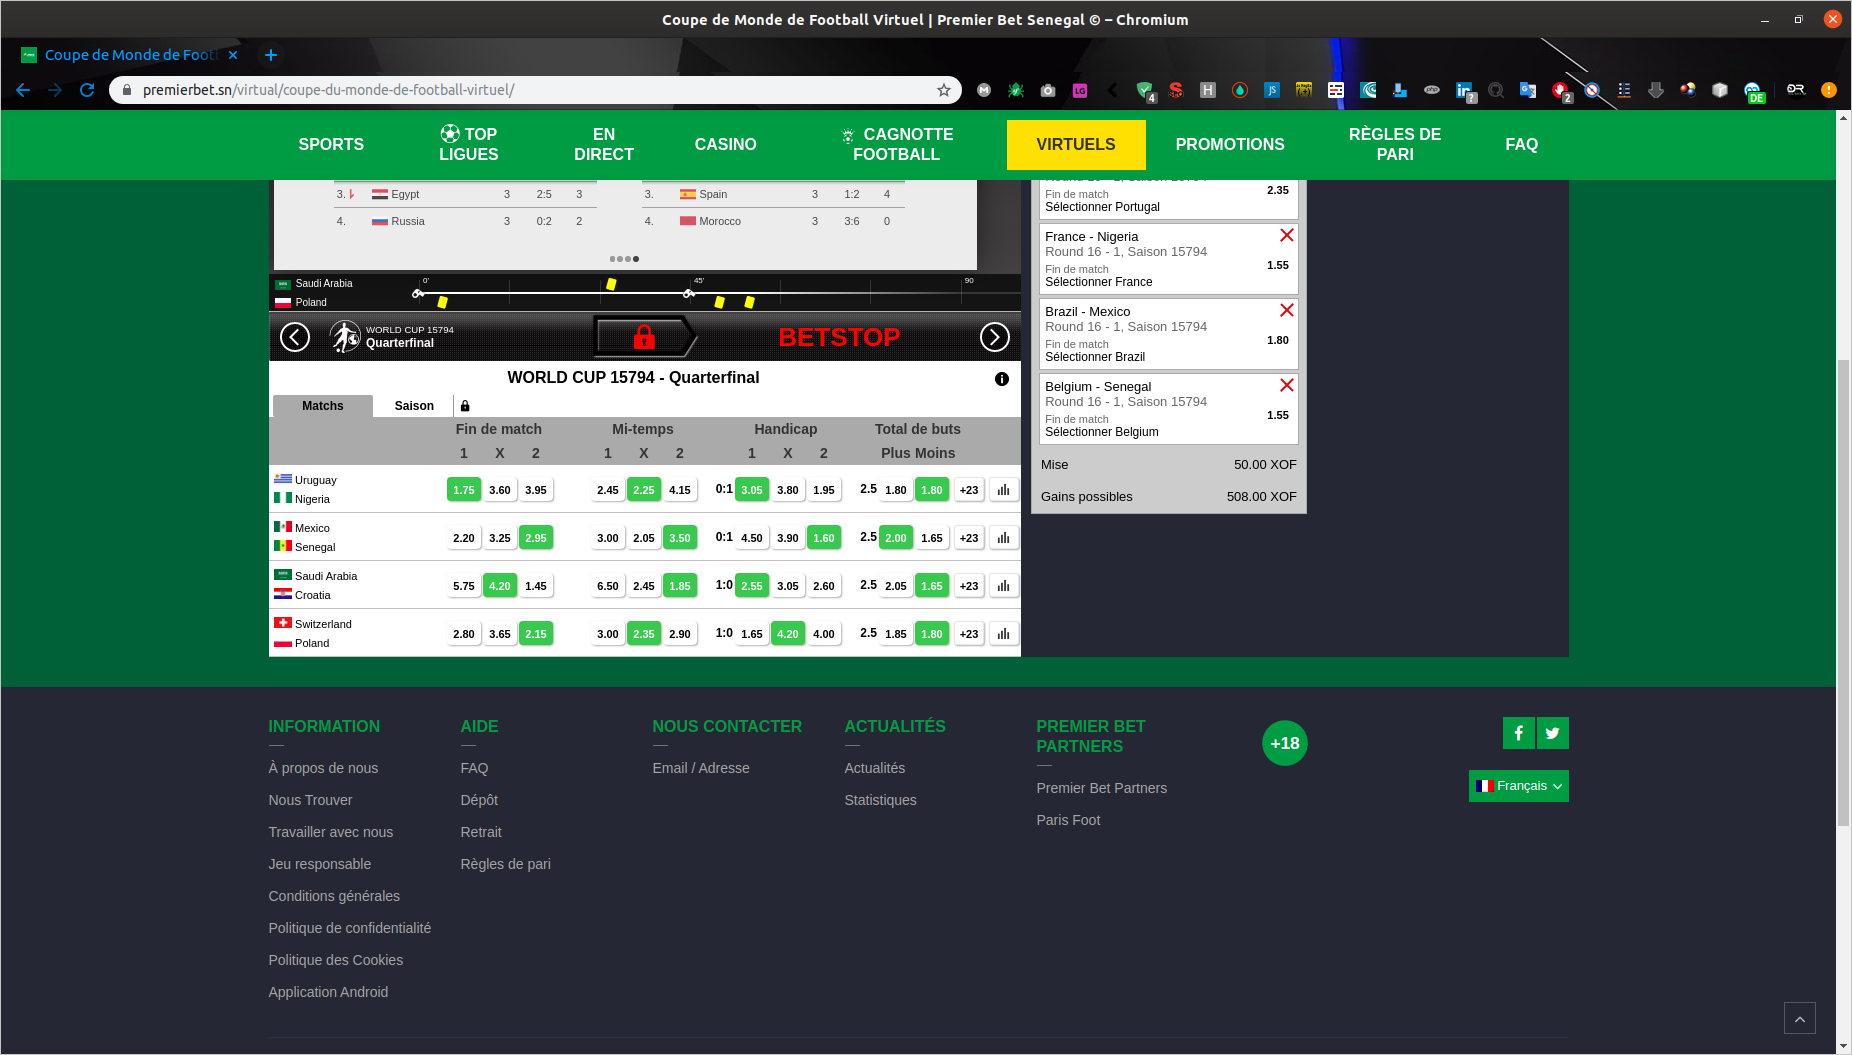 Coupe de Monde de Football Virtuel | Premier Bet Senegal © – Chromium
Coupe de Monde de Footl
premierbet.sn/virtual/coupe-du-monde-de-football-virtuel/
SPORTS
TOP LIGUES
EN DIRECT
CASINO
CAGNOTTE FOOTBALL
VIRTUELS
PROMOTIONS
RÈGLES DE PARI
FAQ
3. Egypt 3 2:5 3
4. Russia 3 0:2 2
3. Spain 3 1:2 4
4. Morocco 3 3:6 0
Saudi Arabia
Poland
0' 45' 90
WORLD CUP 15794
Quarterfinal
BETSTOP
WORLD CUP 15794 - Quarterfinal
Matchs Saison
Fin de match Mi-temps Handicap Total de buts
1 X 2 1 X 2 1 X 2 Plus Moins
Uruguay
Nigeria
1.75 3.60 3.95 2.45 2.25 4.15 0:1 3.05 3.80 1.95 2.5 1.80 1.80 +23
Mexico
Senegal
2.20 3.25 2.95 3.00 2.05 3.50 0:1 4.50 3.90 1.60 2.5 2.00 1.65 +23
Saudi Arabia
Croatia
5.75 4.20 1.45 6.50 2.45 1.85 1:0 2.55 3.05 2.60 2.5 2.05 1.65 +23
Switzerland
Poland
2.80 3.65 2.15 3.00 2.35 2.90 1:0 1.65 4.20 4.00 2.5 1.85 1.80 +23
Round 16 - 1, Saison 15794
Fin de match 2.35
Sélectionner Portugal
France - Nigeria
Round 16 - 1, Saison 15794
Fin de match 1.55
Sélectionner France
Brazil - Mexico
Round 16 - 1, Saison 15794
Fin de match 1.80
Sélectionner Brazil
Belgium - Senegal
Round 16 - 1, Saison 15794
Fin de match 1.55
Sélectionner Belgium
Mise 50.00 XOF
Gains possibles 508.00 XOF
INFORMATION
À propos de nous
Nous Trouver
Travailler avec nous
Jeu responsable
Conditions générales
Politique de confidentialité
Politique des Cookies
Application Android
AIDE
FAQ
Dépôt
Retrait
Règles de pari
NOUS CONTACTER
Email / Adresse
ACTUALITÉS
Actualités
Statistiques
PREMIER BET
PARTNERS
Premier Bet Partners
Paris Foot
+18
Français